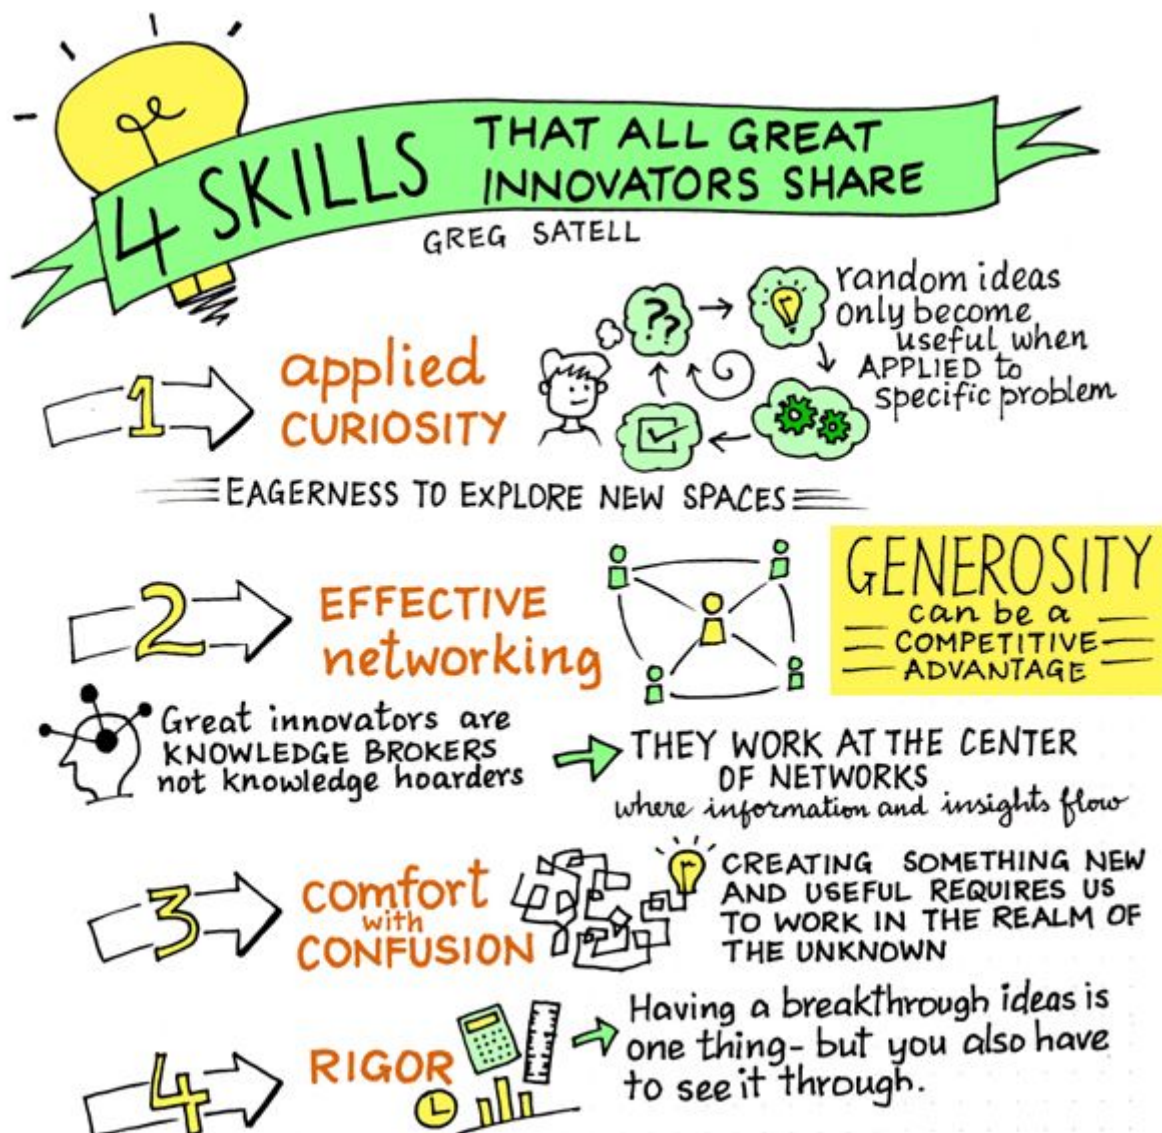 4 SKILLS THAT ALL GREAT
INNOVATORS SHARE
GREG SATELL
1
applied
CURIOSITY
??
random ideas
only become
useful when
APPLIED to
specific problem
EAGERNESS TO EXPLORE NEW SPACES
2
EFFECTIVE
networking
GENEROSITY
can be a
COMPETITIVE
ADVANTAGE
Great innovators are
KNOWLEDGE BROKERS
not knowledge hoarders
THEY WORK AT THE CENTER
OF NETWORKS
where information and insights flow
3
comfort
with
CONFUSION
CREATING SOMETHING NEW
AND USEFUL REQUIRES US
TO WORK IN THE REALM OF
THE UNKNOWN
4
RIGOR
Having a breakthrough ideas is
one thing - but you also have
to see it through.